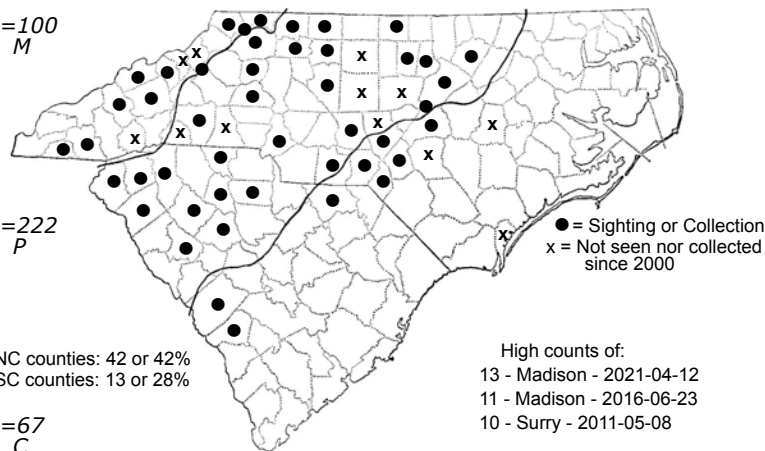 =100
M
=222
P
● = Sighting or Collection
x = Not seen nor collected
since 2000
NC counties: 42 or 42%
SC counties: 13 or 28%
High counts of:
13 - Madison - 2021-04-12
11 - Madison - 2016-06-23
10 - Surry - 2011-05-08
=67
C